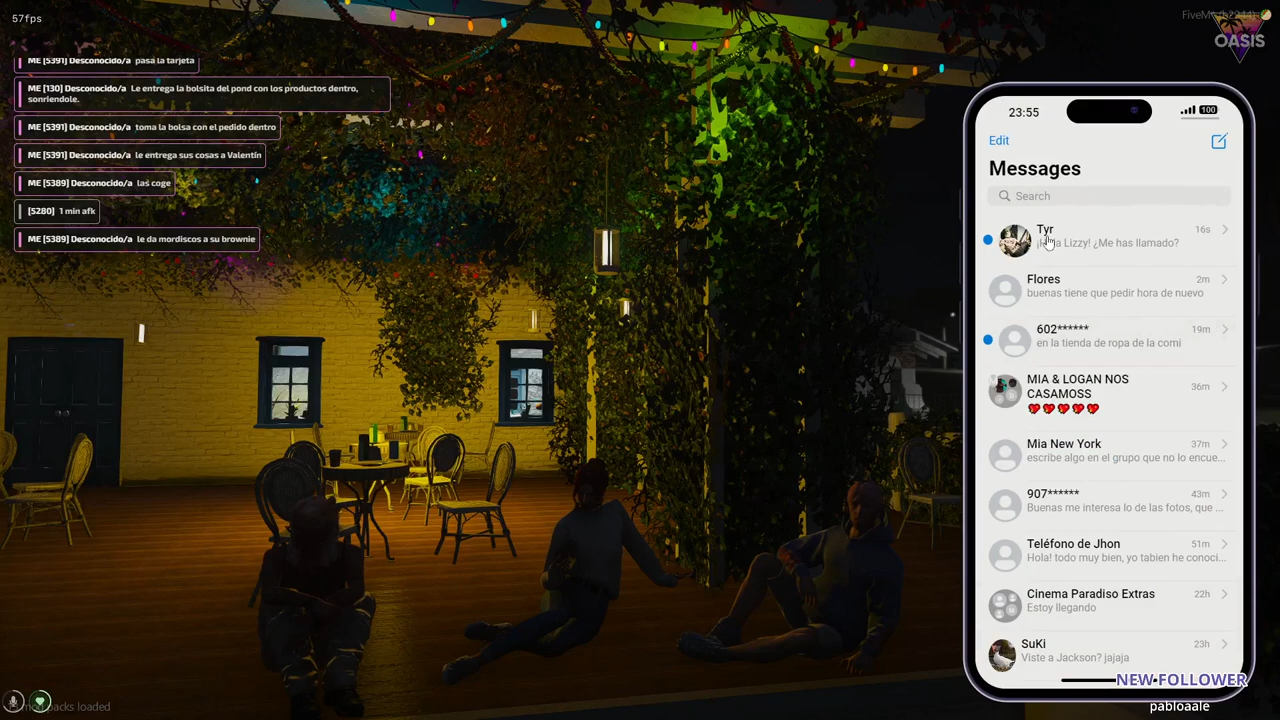 57fps
ME [5391] Desconocido/a pasa la tarjeta
ME [130] Desconocido/a Le entrega la bolsita del pond con los productos dentro,
sonriendole.
ME [5391] Desconocido/a toma la bolsa con el pedido dentro
ME [5391] Desconocido/a le entrega sus cosas a Valentín
ME [5389] Desconocido/a las coge
[5280] 1 min afk
ME [5389] Desconocido/a le da mordiscos a su brownie
OASIS
23:55
100
Edit
Messages
Search
Tyr
16s
Lizzy! ¿Me has llamado?
Flores
2m
buenas tiene que pedir hora de nuevo
602******
19m
en la tienda de ropa de la comi
MIA & LOGAN NOS
CASAMOSS
36m
Mia New York
37m
escribe algo en el grupo que no lo encue...
907******
43m
Buenas me interesa lo de las fotos, que ...
Teléfono de Jhon
51m
Hola! todo muy bien, yo tabien he conoci...
Cinema Paradiso Extras
22h
Estoy llegando
SuKi
23h
Viste a Jackson? jajaja
NEW FOLLOWER
pabloaale
packs loaded